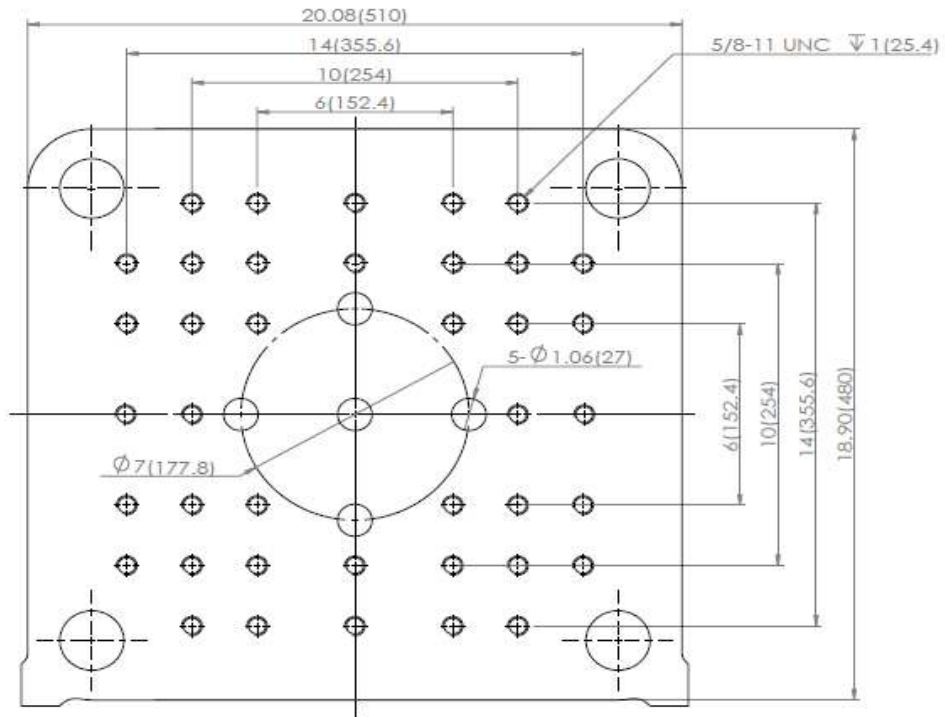 20.08(510)
14(355.6)
5/8-11 UNC ↧ 1(25.4)
10(254)
6(152.4)
5-Ø1.06(27)
6(152.4)
10(254)
14(355.6)
18.90(480)
Ø7(177.8)